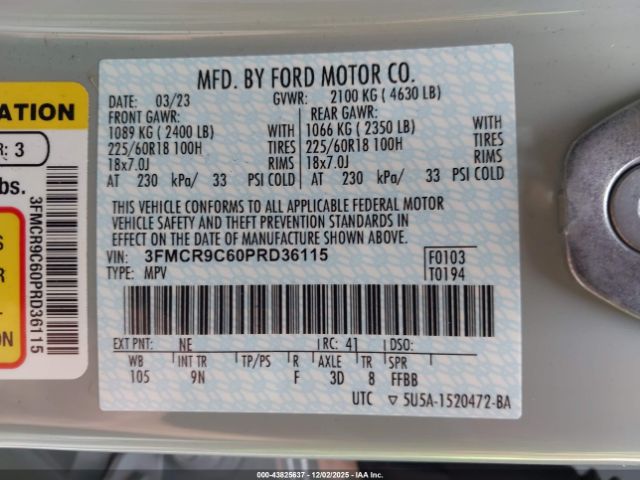 MFD. BY FORD MOTOR CO.
DATE: 03/23 GVWR: 2100 KG ( 4630 LB)
FRONT GAWR: REAR GAWR:
1089 KG ( 2400 LB) WITH 1066 KG ( 2350 LB) WITH
225/60R18 100H TIRES 225/60R18 100H TIRES
18x7.0J RIMS 18x7.0J RIMS
AT 230 kPa/ 33 PSI COLD AT 230 kPa/ 33 PSI COLD
THIS VEHICLE CONFORMS TO ALL APPLICABLE FEDERAL MOTOR
VEHICLE SAFETY AND THEFT PREVENTION STANDARDS IN
EFFECT ON THE DATE OF MANUFACTURE SHOWN ABOVE.
VIN: 3FMCR9C60PRD36115 F0103
TYPE: MPV T0194
EXT PNT: NE RC: 41 DSO:
WB INT TR TP/PS R AXLE TR SPR
105 9N F 3D 8 FFBB
UTC ▽ 5U5A-1520472-BA
ATION
R: 3
bs.
3FMCR9C60PRD36115
© 000-43825637 - 12/02/2025 - IAAI.COM